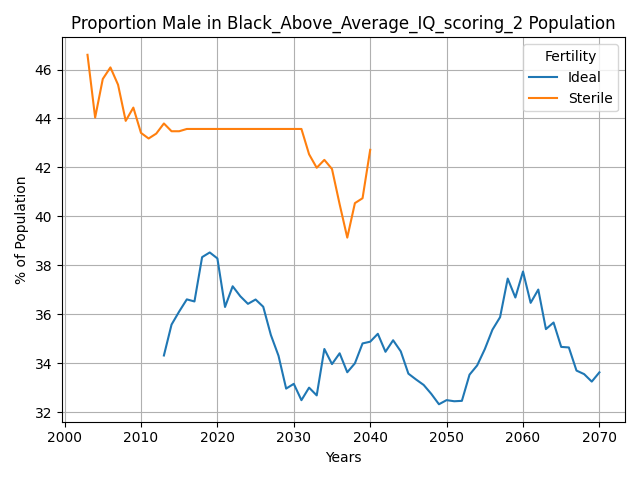 Proportion Male in Black_Above_Average_IQ_scoring_2 Population
Fertility
Ideal
Sterile
% of Population
46
44
42
40
38
36
34
32
2000 2010 2020 2030 2040 2050 2060 2070
Years